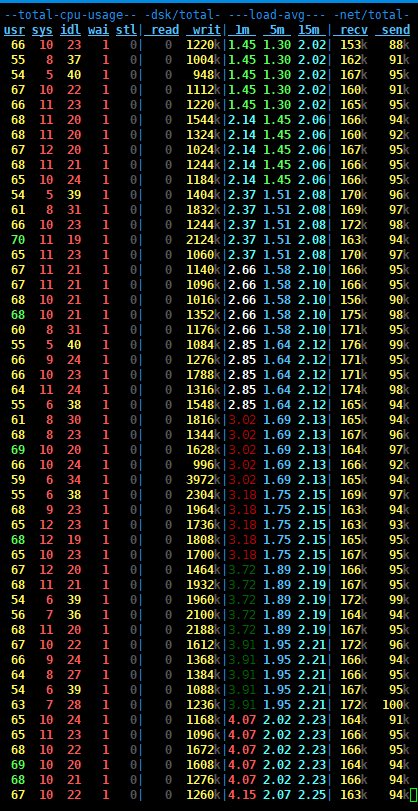 --total-cpu-usage-- -dsk/total- ---load-avg--- -net/total-
usr sys idl wai stl| read  writ| 1m   5m  15m | recv  send
66  10  23   1   0|   0  1220k|1.45 1.30 2.02| 153k   88k
55   8  37   1   0|   0  1004k|1.45 1.30 2.02| 162k   91k
54   5  40   1   0|   0   948k|1.45 1.30 2.02| 167k   92k
67  10  22   1   0|   0  1112k|1.45 1.30 2.02| 160k   91k
66  11  23   1   0|   0  1220k|1.45 1.30 2.02| 165k   95k
68  11  20   1   0|   0  1544k|2.14 1.45 2.06| 166k   94k
68  11  20   1   0|   0  1324k|2.14 1.45 2.06| 160k   92k
67  12  20   1   0|   0  1024k|2.14 1.45 2.06| 167k   95k
68  11  21   1   0|   0  1244k|2.14 1.45 2.06| 166k   95k
65  10  24   1   0|   0  1184k|2.14 1.45 2.06| 166k   95k
54   5  39   1   0|   0  1404k|2.37 1.51 2.08| 170k   96k
61   8  31   1   0|   0  1832k|2.37 1.51 2.08| 169k   97k
66  10  23   1   0|   0  1244k|2.37 1.51 2.08| 172k   98k
70  11  19   1   0|   0  2124k|2.37 1.51 2.08| 163k   94k
65  11  23   1   0|   0  1060k|2.37 1.51 2.08| 170k   97k
67  11  21   1   0|   0  1140k|2.66 1.58 2.10| 166k   95k
67  11  21   1   0|   0  1096k|2.66 1.58 2.10| 166k   95k
68  10  21   1   0|   0  1016k|2.66 1.58 2.10| 156k   90k
68  10  21   1   0|   0  1352k|2.66 1.58 2.10| 175k   98k
60   8  31   1   0|   0  1176k|2.66 1.58 2.10| 166k   95k
55   5  40   1   0|   0  1084k|2.85 1.64 2.12| 176k   99k
66   9  24   1   0|   0  1276k|2.85 1.64 2.12| 171k   95k
66  10  23   1   0|   0  1788k|2.85 1.64 2.12| 171k   95k
64  11  24   1   0|   0  1316k|2.85 1.64 2.12| 174k   98k
55   6  38   1   0|   0  1548k|2.85 1.64 2.12| 165k   94k
61   8  30   1   0|   0  1816k|3.02 1.69 2.13| 165k   94k
68   8  23   1   0|   0  1344k|3.02 1.69 2.13| 167k   96k
69  10  20   1   0|   0  1628k|3.02 1.69 2.13| 164k   97k
66  10  24   1   0|   0   996k|3.02 1.69 2.13| 166k   92k
59   6  34   1   0|   0  3972k|3.02 1.69 2.13| 165k   94k
55   6  38   1   0|   0  2304k|3.18 1.75 2.15| 169k   97k
68   9  23   1   0|   0  1964k|3.18 1.75 2.15| 163k   94k
65  12  23   1   0|   0  1736k|3.18 1.75 2.15| 163k   93k
68  12  19   1   0|   0  1808k|3.18 1.75 2.15| 165k   95k
65  10  23   1   0|   0  1700k|3.18 1.75 2.15| 167k   95k
67  12  20   1   0|   0  1464k|3.72 1.89 2.19| 166k   95k
68  11  21   1   0|   0  1932k|3.72 1.89 2.19| 167k   95k
54   6  39   1   0|   0  1960k|3.72 1.89 2.19| 172k   99k
56   7  36   1   0|   0  2100k|3.72 1.89 2.19| 164k   94k
68  11  20   1   0|   0  2188k|3.72 1.89 2.19| 167k   95k
67  10  22   1   0|   0  1612k|3.91 1.95 2.21| 172k   96k
66   9  24   1   0|   0  1368k|3.91 1.95 2.21| 166k   94k
64   8  27   1   0|   0  1384k|3.91 1.95 2.21| 166k   95k
54   6  39   1   0|   0  1088k|3.91 1.95 2.21| 167k   95k
63   7  28   1   0|   0  1236k|3.91 1.95 2.21| 172k  100k
65  10  24   1   0|   0  1168k|4.07 2.02 2.23| 164k   91k
65  11  23   1   0|   0  1096k|4.07 2.02 2.23| 166k   95k
68  10  22   1   0|   0  1672k|4.07 2.02 2.23| 166k   95k
69  10  20   1   0|   0  1608k|4.07 2.02 2.23| 164k   94k
68  10  21   1   0|   0  1276k|4.07 2.02 2.23| 166k   94k
67  10  22   1   0|   0  1260k|4.15 2.07 2.25| 163k   94k